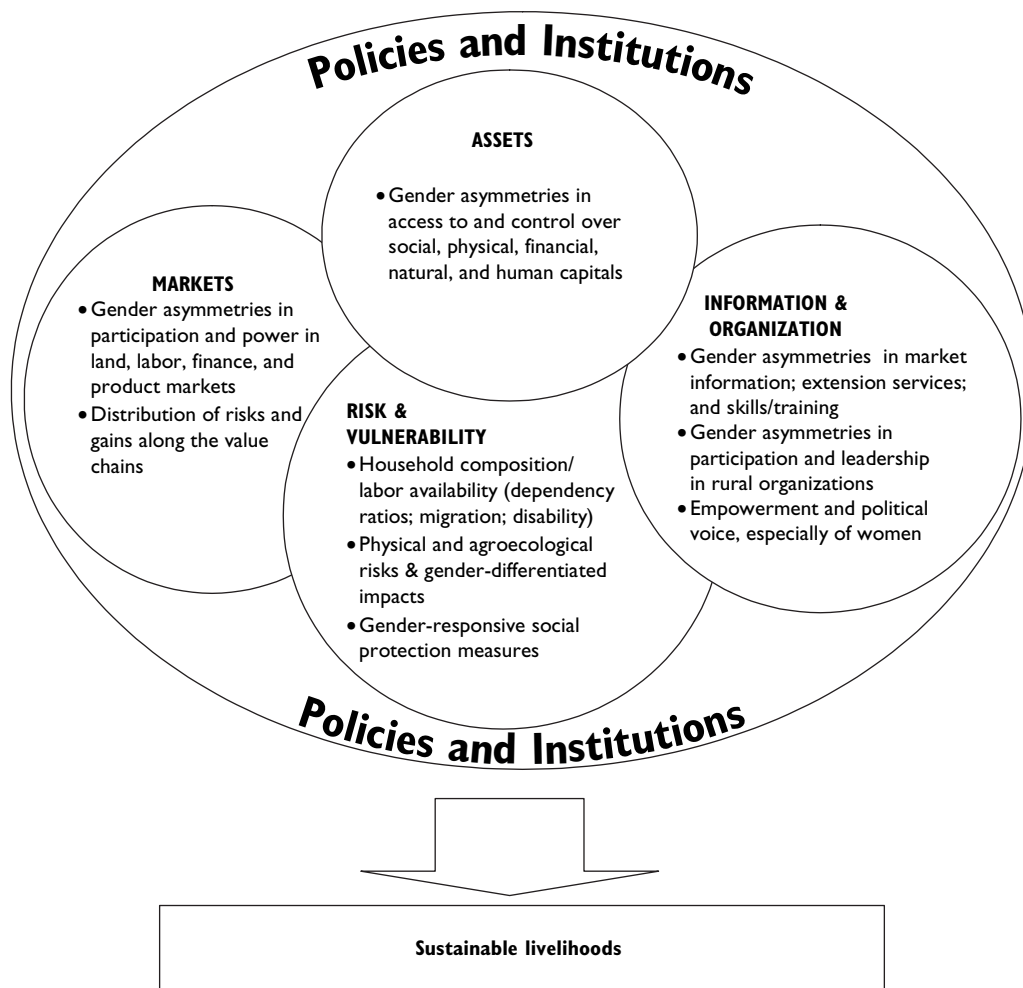 Policies and Institutions
ASSETS
• Gender asymmetries in
access to and control over
social, physical, financial,
natural, and human capitals
MARKETS
• Gender asymmetries in
participation and power in
land, labor, finance, and
product markets
• Distribution of risks and
gains along the value
chains
INFORMATION &
ORGANIZATION
• Gender asymmetries in market
information; extension services;
and skills/training
• Gender asymmetries in
participation and leadership
in rural organizations
• Empowerment and political
voice, especially of women
RISK &
VULNERABILITY
• Household composition/
labor availability (dependency
ratios; migration; disability)
• Physical and agroecological
risks & gender-differentiated
impacts
• Gender-responsive social
protection measures
Policies and Institutions
Sustainable livelihoods